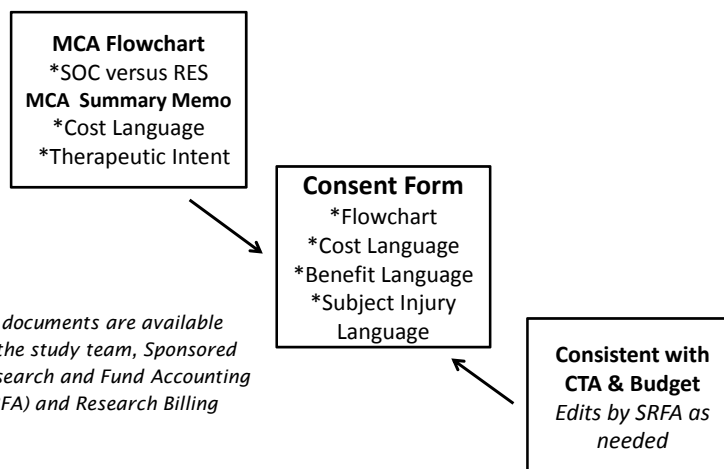 MCA Flowchart
*SOC versus RES
MCA Summary Memo
*Cost Language
*Therapeutic Intent
Consent Form
*Flowchart
*Cost Language
*Benefit Language
*Subject Injury
Language
documents are available
the study team, Sponsored
search and Fund Accounting
FA) and Research Billing
Consistent with
CTA & Budget
Edits by SRFA as
needed